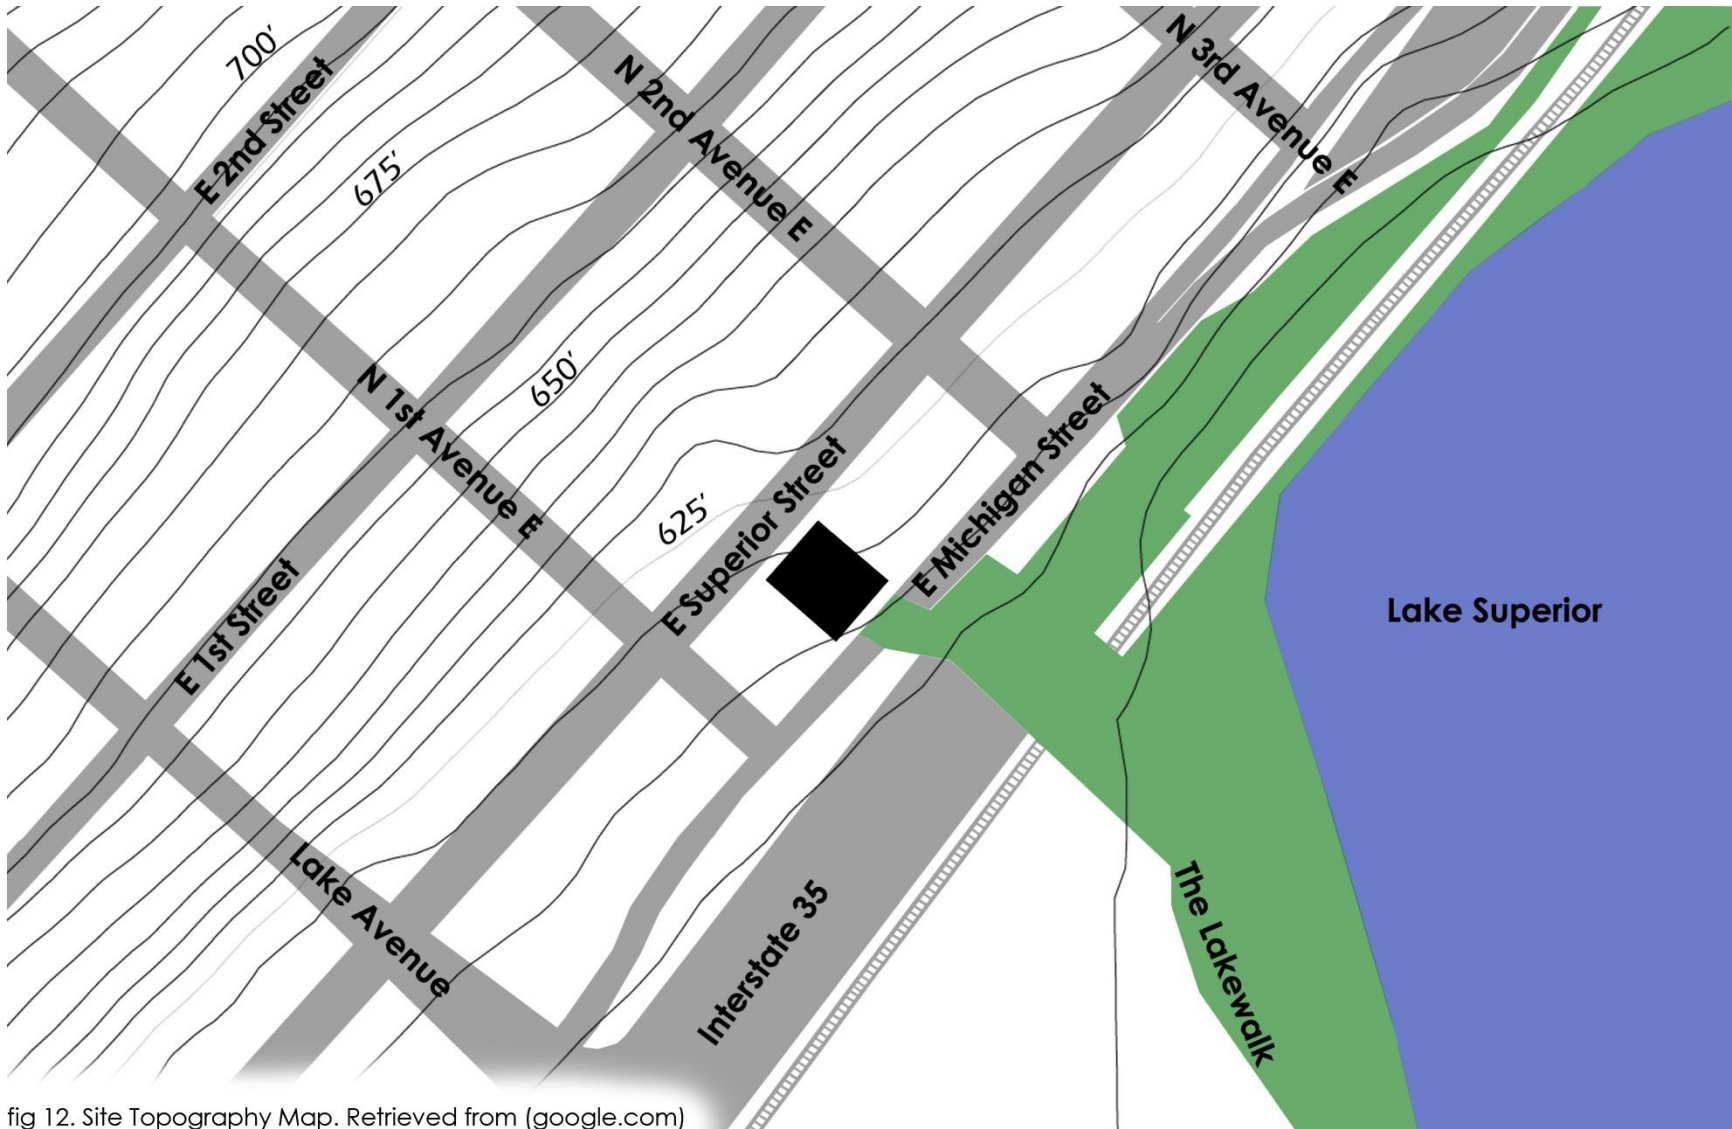 N 3rd Avenue E
700′
E 2nd Street
N 2nd Avenue E
675′
650′
N 1st Avenue E
625′
E Superior Street
E Michigan Street
Lake Superior
E 1st Street
Lake Avenue
Interstate 35
The Lakewalk
fig 12. Site Topography Map. Retrieved from (google.com)